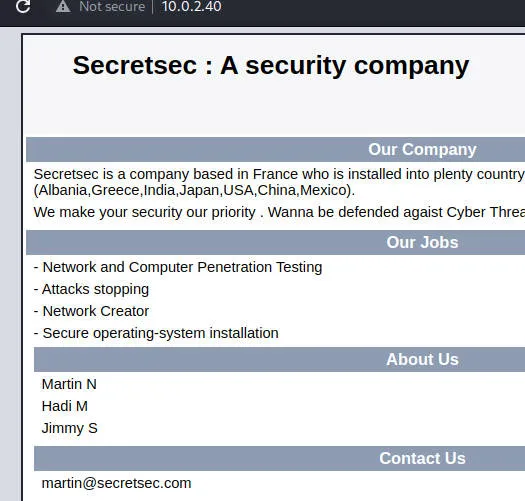 Not secure 10.0.2.40
Secretsec : A security company
Our Company
Secretsec is a company based in France who is installed into plenty country
(Albania,Greece,India,Japan,USA,China,Mexico).
We make your security our priority . Wanna be defended agaist Cyber Threa
Our Jobs
- Network and Computer Penetration Testing
- Attacks stopping
- Network Creator
- Secure operating-system installation
About Us
Martin N
Hadi M
Jimmy S
Contact Us
martin@secretsec.com